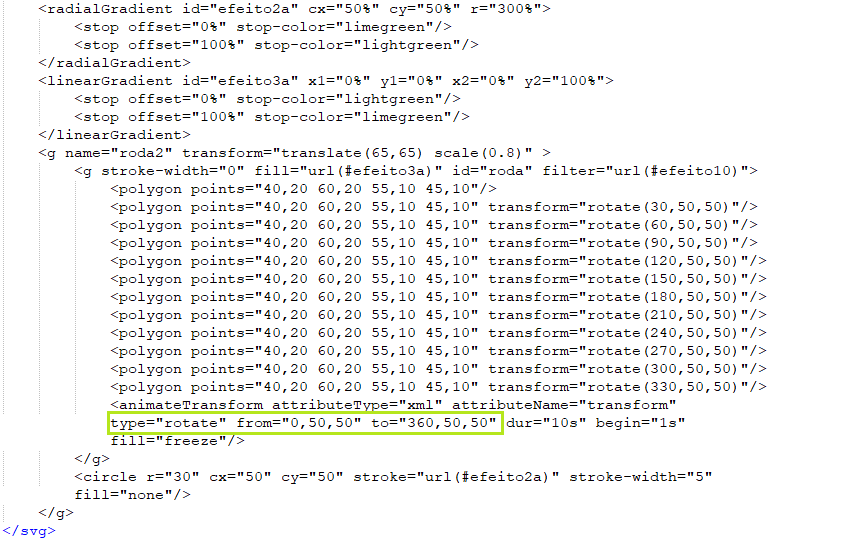 <radialGradient id="efeito2a" cx="50%" cy="50%" r="300%">
<stop offset="0%" stop-color="limegreen"/>
<stop offset="100%" stop-color="lightgreen"/>
</radialGradient>
<linearGradient id="efeito3a" x1="0%" y1="0%" x2="0%" y2="100%">
<stop offset="0%" stop-color="lightgreen"/>
<stop offset="100%" stop-color="limegreen"/>
</linearGradient>
<g name="roda2" transform="translate(65,65) scale(0.8)" >
<g stroke-width="0" fill="url(#efeito3a)" id="roda" filter="url(#efeito10)">
<polygon points="40,20 60,20 55,10 45,10"/>
<polygon points="40,20 60,20 55,10 45,10" transform="rotate(30,50,50)"/>
<polygon points="40,20 60,20 55,10 45,10" transform="rotate(60,50,50)"/>
<polygon points="40,20 60,20 55,10 45,10" transform="rotate(90,50,50)"/>
<polygon points="40,20 60,20 55,10 45,10" transform="rotate(120,50,50)"/>
<polygon points="40,20 60,20 55,10 45,10" transform="rotate(150,50,50)"/>
<polygon points="40,20 60,20 55,10 45,10" transform="rotate(180,50,50)"/>
<polygon points="40,20 60,20 55,10 45,10" transform="rotate(210,50,50)"/>
<polygon points="40,20 60,20 55,10 45,10" transform="rotate(240,50,50)"/>
<polygon points="40,20 60,20 55,10 45,10" transform="rotate(270,50,50)"/>
<polygon points="40,20 60,20 55,10 45,10" transform="rotate(300,50,50)"/>
<polygon points="40,20 60,20 55,10 45,10" transform="rotate(330,50,50)"/>
<animateTransform attributeType="xml" attributeName="transform"
type="rotate" from="0,50,50" to="360,50,50" dur="10s" begin="1s"
fill="freeze"/>
</g>
<circle r="30" cx="50" cy="50" stroke="url(#efeito2a)" stroke-width="5"
fill="none"/>
</g>
</svg>